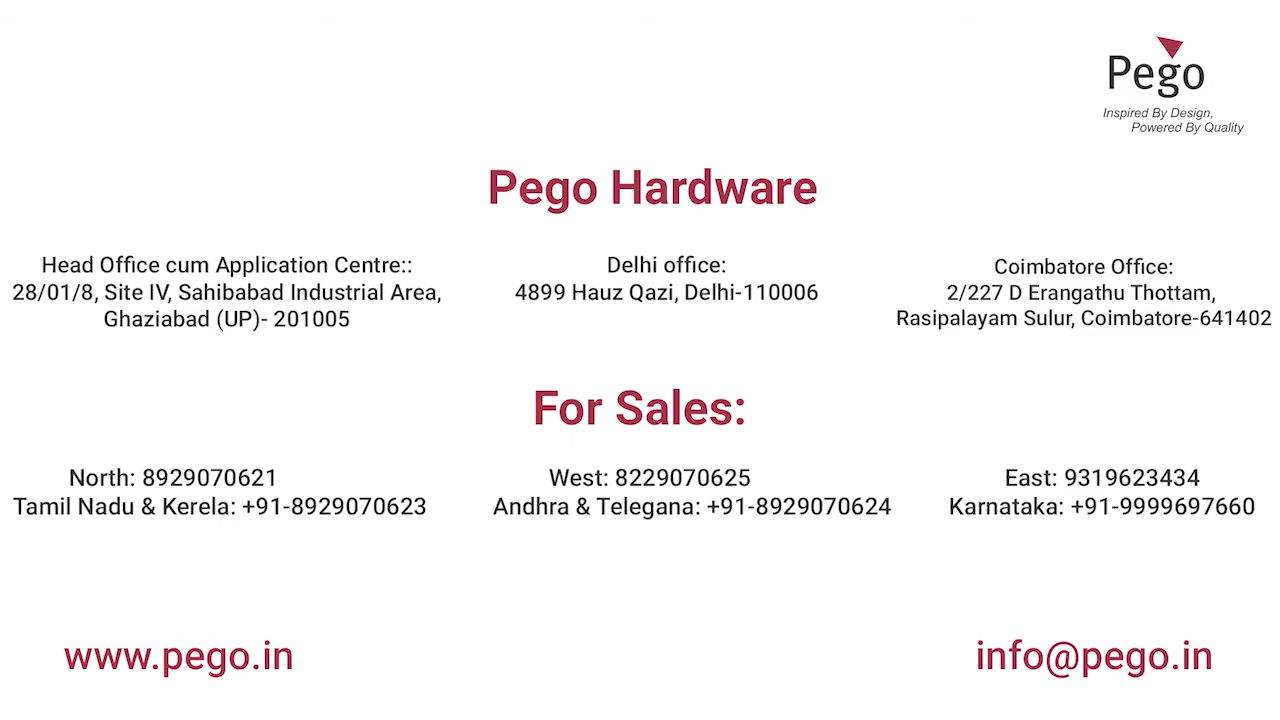 Pego
Inspired By Design,
Powered By Quality
Pego Hardware
Head Office cum Application Centre::
28/01/8, Site IV, Sahibabad Industrial Area,
Ghaziabad (UP)- 201005
Delhi office:
4899 Hauz Qazi, Delhi-110006
Coimbatore Office:
2/227 D Erangathu Thottam,
Rasipalayam Sulur, Coimbatore-641402
For Sales:
North: 8929070621
Tamil Nadu & Kerela: +91-8929070623
West: 8229070625
Andhra & Telegana: +91-8929070624
East: 9319623434
Karnataka: +91-9999697660
www.pego.in
info@pego.in